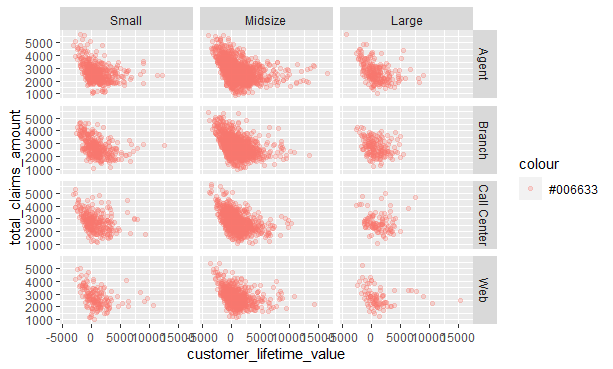 Small Midsize Large
5000
4000
3000
2000
1000
Agent
5000
4000
3000
2000
1000
Branch
5000
4000
3000
2000
1000
Call Center
5000
4000
3000
2000
1000
Web
total_claims_amount
-5000 0 5000 10000 15000 -5000 0 5000 10000 15000 -5000 0 5000 10000 15000
customer_lifetime_value
colour
#006633